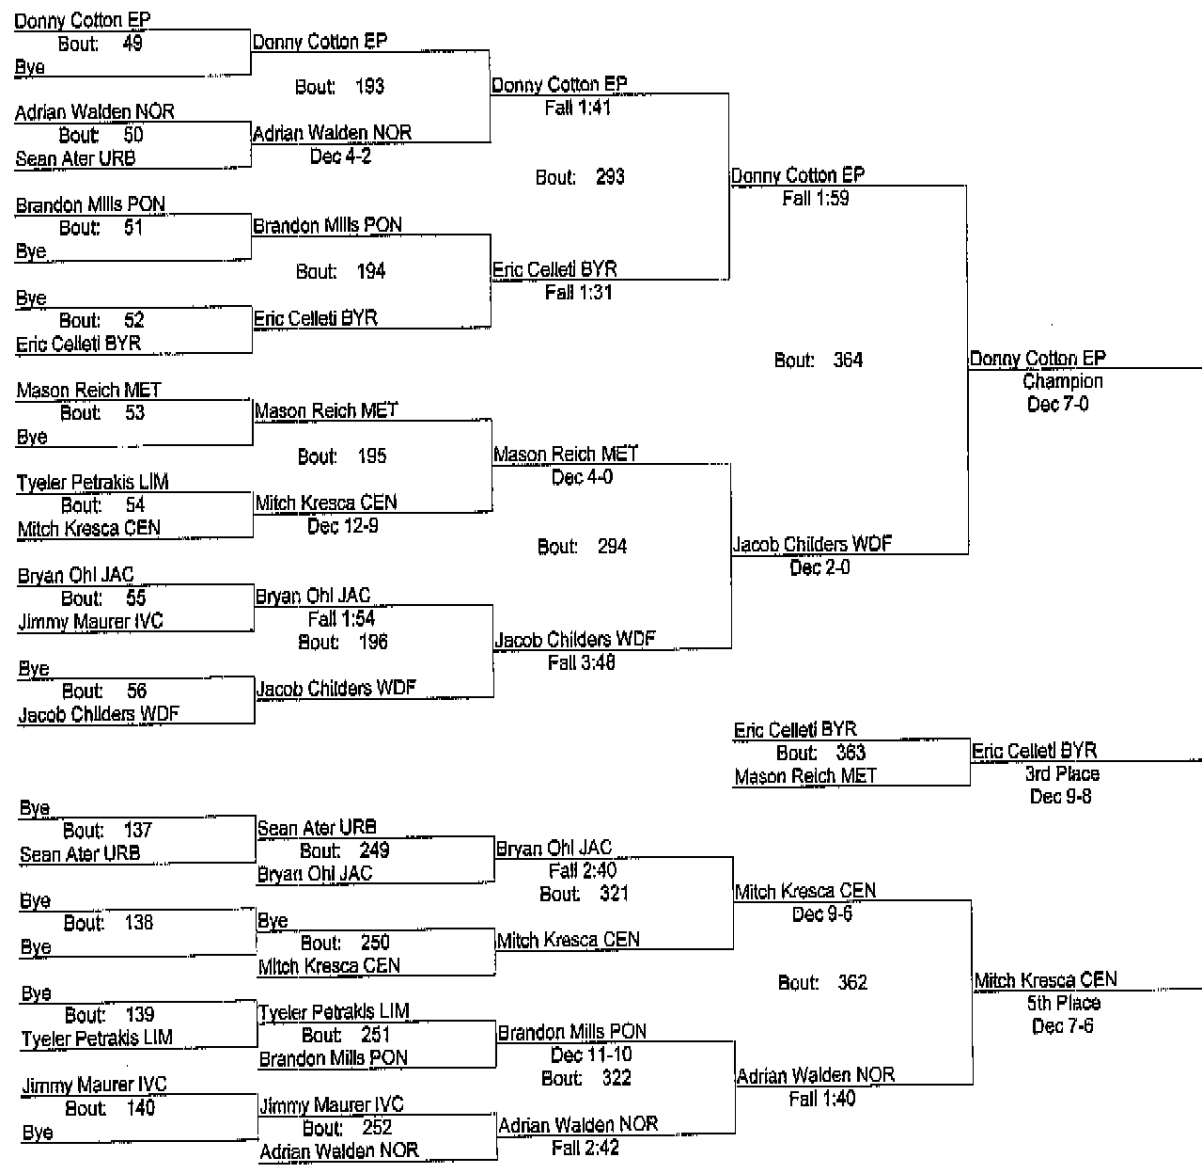 Donny Cotton EP
Bout: 49
Bye
Donny Cotton EP
Bout: 193
Adrian Walden NOR
Bout: 50
Sean Ater URB
Adrian Walden NOR
Dec 4-2
Donny Cotton EP
Fall 1:41
Bout: 293
Brandon Mills PON
Bout: 51
Bye
Brandon Mills PON
Bout: 194
Bye
Bout: 52
Eric Celleti BYR
Eric Celleti BYR
Eric Celleti BYR
Fall 1:31
Donny Cotton EP
Fall 1:59
Bout: 364
Donny Cotton EP
Champion
Dec 7-0
Mason Reich MET
Bout: 53
Bye
Mason Reich MET
Bout: 195
Tyeler Petrakis LIM
Bout: 54
Mitch Kresca CEN
Mitch Kresca CEN
Dec 12-9
Mason Reich MET
Dec 4-0
Bout: 294
Bryan Ohl JAC
Bout: 55
Jimmy Maurer IVC
Bryan Ohl JAC
Fall 1:54
Bout: 196
Bye
Bout: 56
Jacob Childers WDF
Jacob Childers WDF
Jacob Childers WDF
Fall 3:48
Jacob Childers WDF
Dec 2-0
Eric Celleti BYR
Bout: 363
Mason Reich MET
Eric Celleti BYR
3rd Place
Dec 9-8
Bye
Bout: 137
Sean Ater URB
Sean Ater URB
Bout: 249
Bryan Ohl JAC
Bryan Ohl JAC
Fall 2:40
Bout: 321
Bye
Bout: 138
Bye
Bye
Bout: 250
Mitch Kresca CEN
Mitch Kresca CEN
Mitch Kresca CEN
Dec 9-6
Bout: 362
Mitch Kresca CEN
5th Place
Dec 7-6
Bye
Bout: 139
Tyeler Petrakis LIM
Tyeler Petrakis LIM
Bout: 251
Brandon Mills PON
Brandon Mills PON
Dec 11-10
Bout: 322
Jimmy Maurer IVC
Bout: 140
Bye
Jimmy Maurer IVC
Bout: 252
Adrian Walden NOR
Adrian Walden NOR
Fall 2:42
Adrian Walden NOR
Fall 1:40